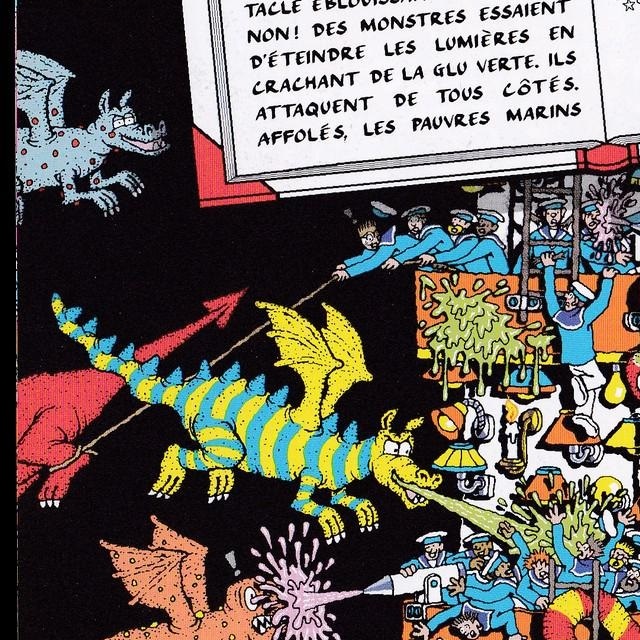 NON! DES MONSTRES ESSAIENT
D'ÉTEINDRE LES LUMIÈRES EN
CRACHANT DE LA GLU VERTE. ILS
ATTAQUENT DE TOUS CÔTÉS.
AFFOLÉS, LES PAUVRES MARINS